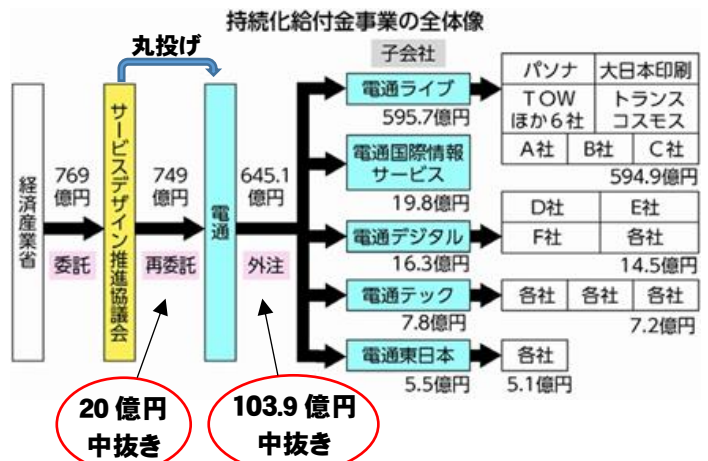 持続化給付金事業の全体像
丸投げ
子会社
経済産業省
769
億円
委託
サービスデザイン推進協議会
749
億円
再委託
電通
645.1
億円
外注
電通ライブ
595.7億円
パソナ
大日本印刷
TOW
ほか6社
トランス
コスモス
A社
B社
C社
594.9億円
電通国際情報
サービス
19.8億円
電通デジタル
16.3億円
D社
E社
F社
各社
14.5億円
電通テック
7.8億円
各社
各社
各社
7.2億円
電通東日本
5.5億円
各社
5.1億円
20億円
中抜き
103.9億円
中抜き